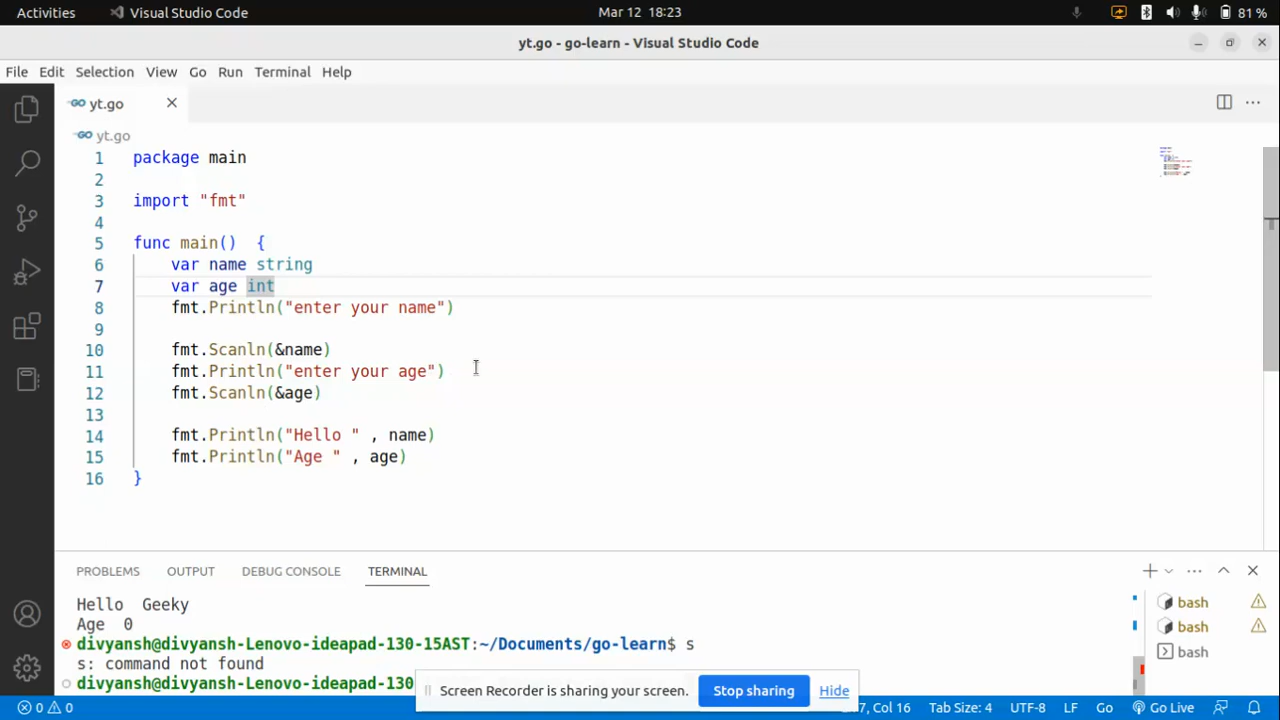 Activities Visual Studio Code Mar 12 18:23 81 %
yt.go - go-learn - Visual Studio Code
File Edit Selection View Go Run Terminal Help
GO yt.go
GO yt.go
1 package main
2
3 import "fmt"
4
5 func main()  {
6 var name string
7 var age int
8 fmt.Println("enter your name")
9
10 fmt.Scanln(&name)
11 fmt.Println("enter your age")
12 fmt.Scanln(&age)
13
14 fmt.Println("Hello " , name)
15 fmt.Println("Age " , age)
16 }
PROBLEMS OUTPUT DEBUG CONSOLE TERMINAL
Hello  Geeky
Age  0
divyansh@divyansh-Lenovo-ideapad-130-15AST:~/Documents/go-learn$ s
s: command not found
divyansh@divyansh-Lenovo-ideapad-130
bash
bash
bash
Screen Recorder is sharing your screen. Stop sharing Hide
0 0 7, Col 16 Tab Size: 4 UTF-8 LF Go Go Live